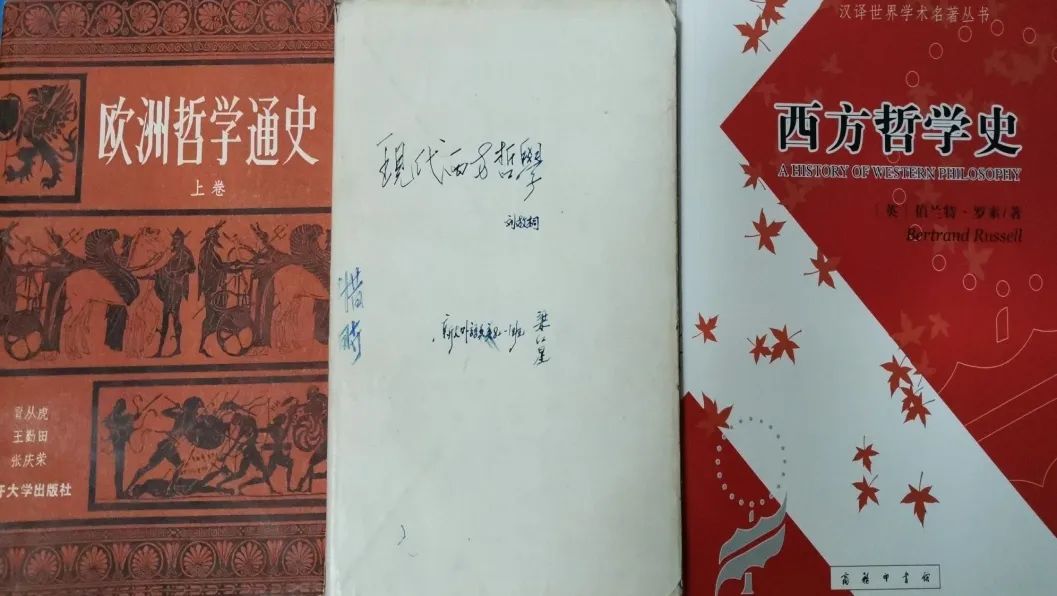 欧洲哲学通史
上卷
冒从虎
王勤田
张庆荣
开大学出版社
現代西方哲學
刘放桐
惜時
梁红星
汉译世界学术名著丛书
西方哲学史
A HISTORY OF WESTERN PHILOSOPHY
[英] 伯兰特·罗素/著
Bertrand Russell
商務印書館